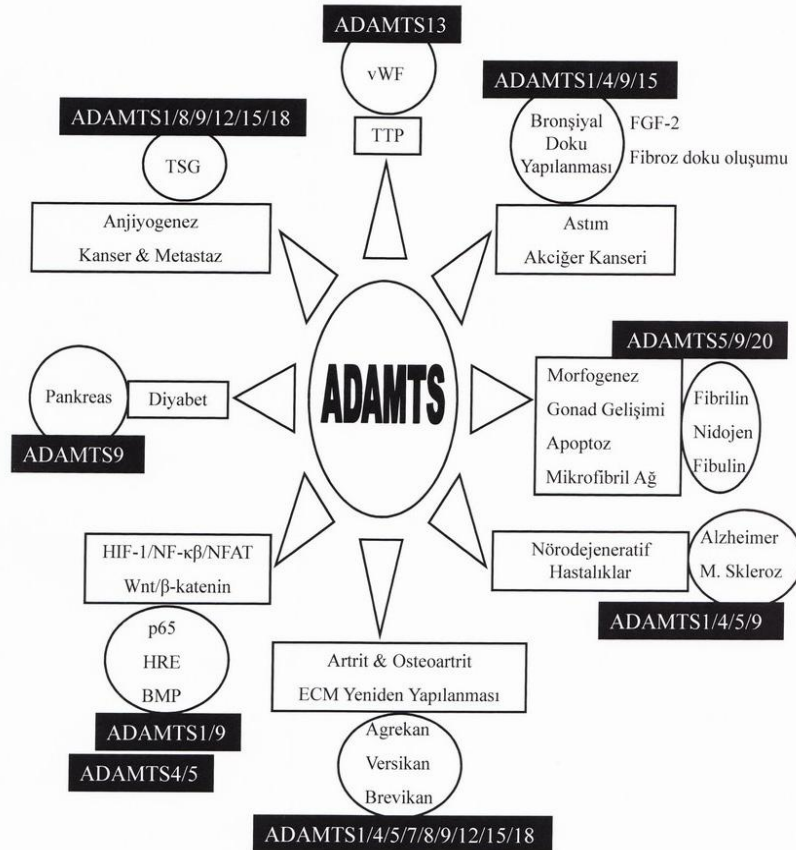 ADAMTS13
vWF
TTP
ADAMTS1/8/9/12/15/18
TSG
Anjiyogenez
Kanser & Metastaz
ADAMTS1/4/9/15
Bronşiyal
Doku
Yapılanması
FGF-2
Fibroz doku oluşumu
Astım
Akciğer Kanseri
ADAMTS
Pankreas
Diyabet
ADAMTS9
ADAMTS5/9/20
Morfogenez
Gonad Gelişimi
Apoptoz
Mikrofibril Ağ
Fibrilin
Nidojen
Fibulin
HIF-1/NF-κβ/NFAT
Wnt/β-katenin
p65
HRE
BMP
ADAMTS1/9
ADAMTS4/5
Nörodejeneratif
Hastalıklar
Alzheimer
M. Skleroz
ADAMTS1/4/5/9
Artrit & Osteoartrit
ECM Yeniden Yapılanması
Agrekan
Versikan
Brevikan
ADAMTS1/4/5/7/8/9/12/15/18